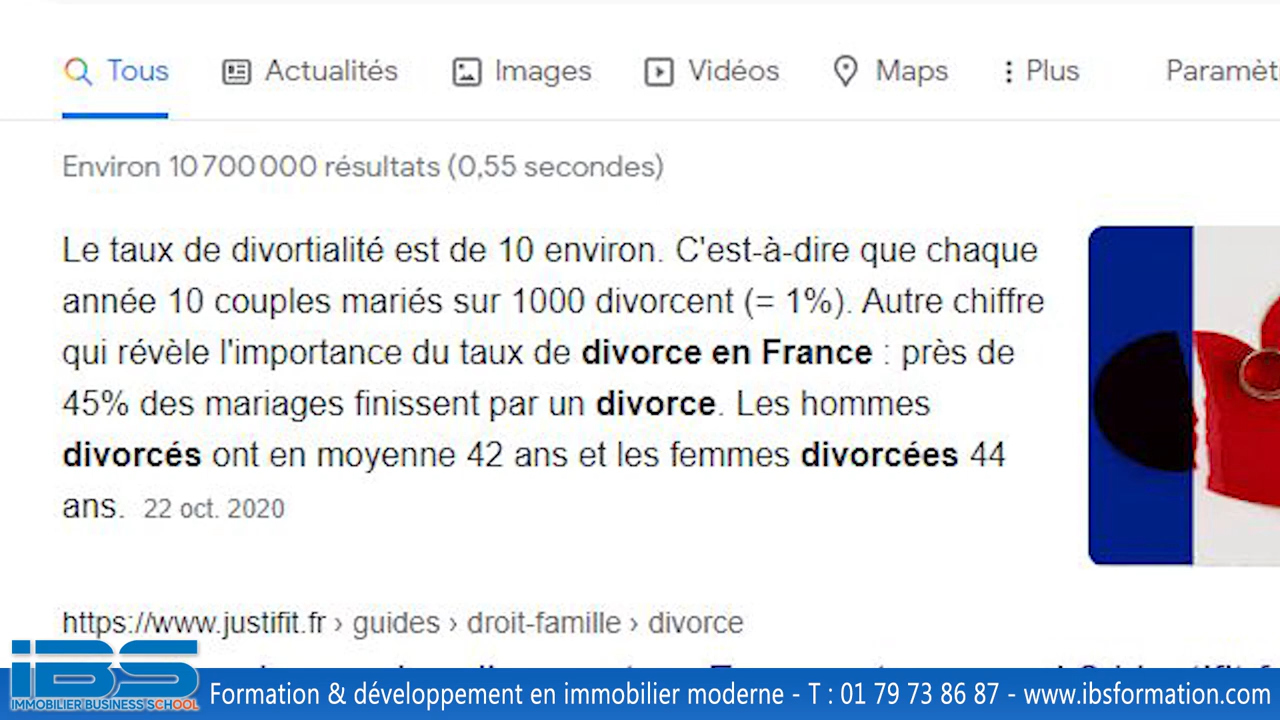 Tous Actualités Images Vidéos Maps Plus
Environ 10 700 000 résultats (0,55 secondes)
Le taux de divortialité est de 10 environ. C'est-à-dire que chaque
année 10 couples mariés sur 1000 divorcent (= 1%). Autre chiffre
qui révèle l'importance du taux de divorce en France : près de
45% des mariages finissent par un divorce. Les hommes
divorcés ont en moyenne 42 ans et les femmes divorcées 44
ans. 22 oct. 2020
https://www.justifit.fr › guides › droit-famille › divorce
iBS
IMMOBILIER BUSINESS SCHOOL
Formation & développement en immobilier moderne - T : 01 79 73 86 87 - www.ibsformation.com